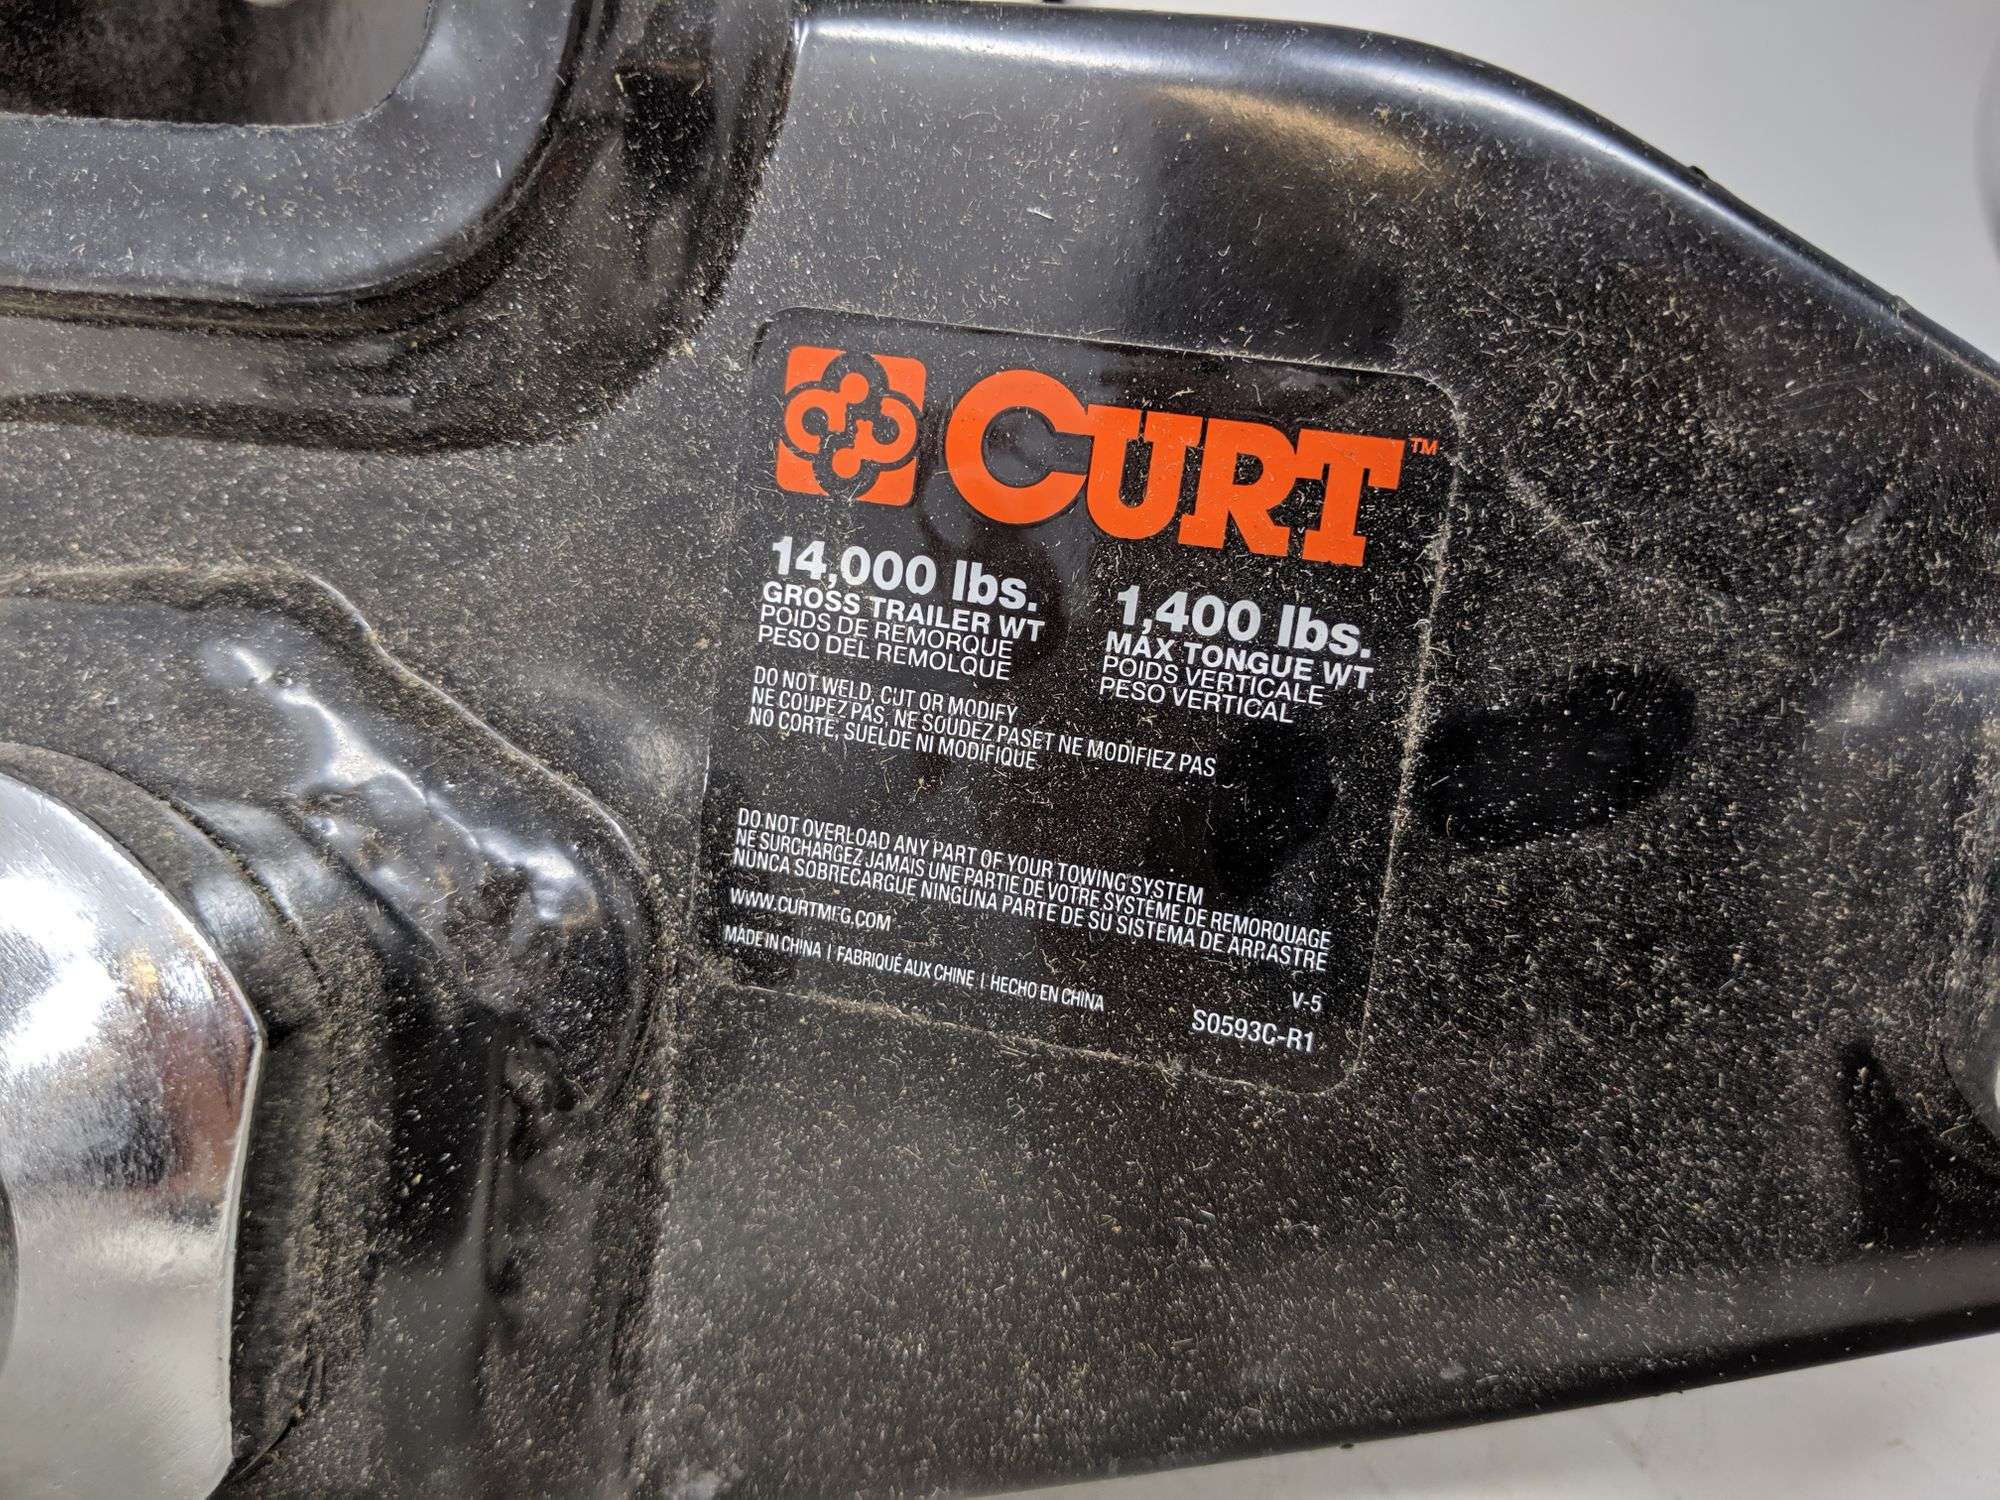 CURT™
14,000 lbs.
GROSS TRAILER WT
POIDS DE REMORQUE
PESO DEL REMOLQUE
1,400 lbs.
MAX TONGUE WT
POIDS VERTICALE
PESO VERTICAL
DO NOT WELD, CUT OR MODIFY
NE COUPEZ PAS, NE SOUDEZ PASET NE MODIFIEZ PAS
NO CORTE, SUELDE NI MODIFIQUE.
DO NOT OVERLOAD ANY PART OF YOUR TOWING SYSTEM
NE SURCHARGEZ JAMAIS UNE PARTIE DE VOTRE SYSTÈME DE REMORQUAGE
NUNCA SOBRECARGUE NINGUNA PARTE DE SU SISTEMA DE ARRASTRE
WWW.CURTMFG.COM
MADE IN CHINA | FABRIQUÉ AUX CHINE | HECHO EN CHINA
V-5
S0593C-R1